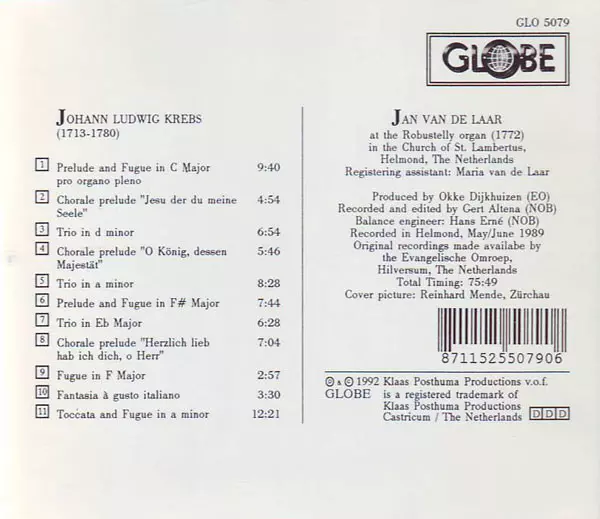 GLO 5079
GLOBE
JOHANN LUDWIG KREBS
(1713-1780)
1 Prelude and Fugue in C Major 9:40
pro organo pleno
2 Chorale prelude "Jesu der du meine 4:54
Seele"
3 Trio in d minor 6:54
4 Chorale prelude "O König, dessen 5:46
Majestät"
5 Trio in a minor 8:28
6 Prelude and Fugue in F# Major 7:44
7 Trio in Eb Major 6:28
8 Chorale prelude "Herzlich lieb 7:04
hab ich dich, o Herr"
9 Fugue in F Major 2:57
10 Fantasia à gusto italiano 3:30
11 Toccata and Fugue in a minor 12:21
JAN VAN DE LAAR
at the Robustelly organ (1772)
in the Church of St. Lambertus,
Helmond, The Netherlands
Registering assistant: Maria van de Laar
Produced by Okke Dijkhuizen (EO)
Recorded and edited by Gert Altena (NOB)
Balance engineer: Hans Erné (NOB)
Recorded in Helmond, May/June 1989
Original recordings made availabe by
the Evangelische Omroep,
Hilversum, The Netherlands
Total Timing: 75:49
Cover picture: Reinhard Mende, Zürchau
8711525507906
℗ & © 1992 Klaas Posthuma Productions v.o.f.
GLOBE is a registered trademark of
Klaas Posthuma Productions
Castricum / The Netherlands DDD